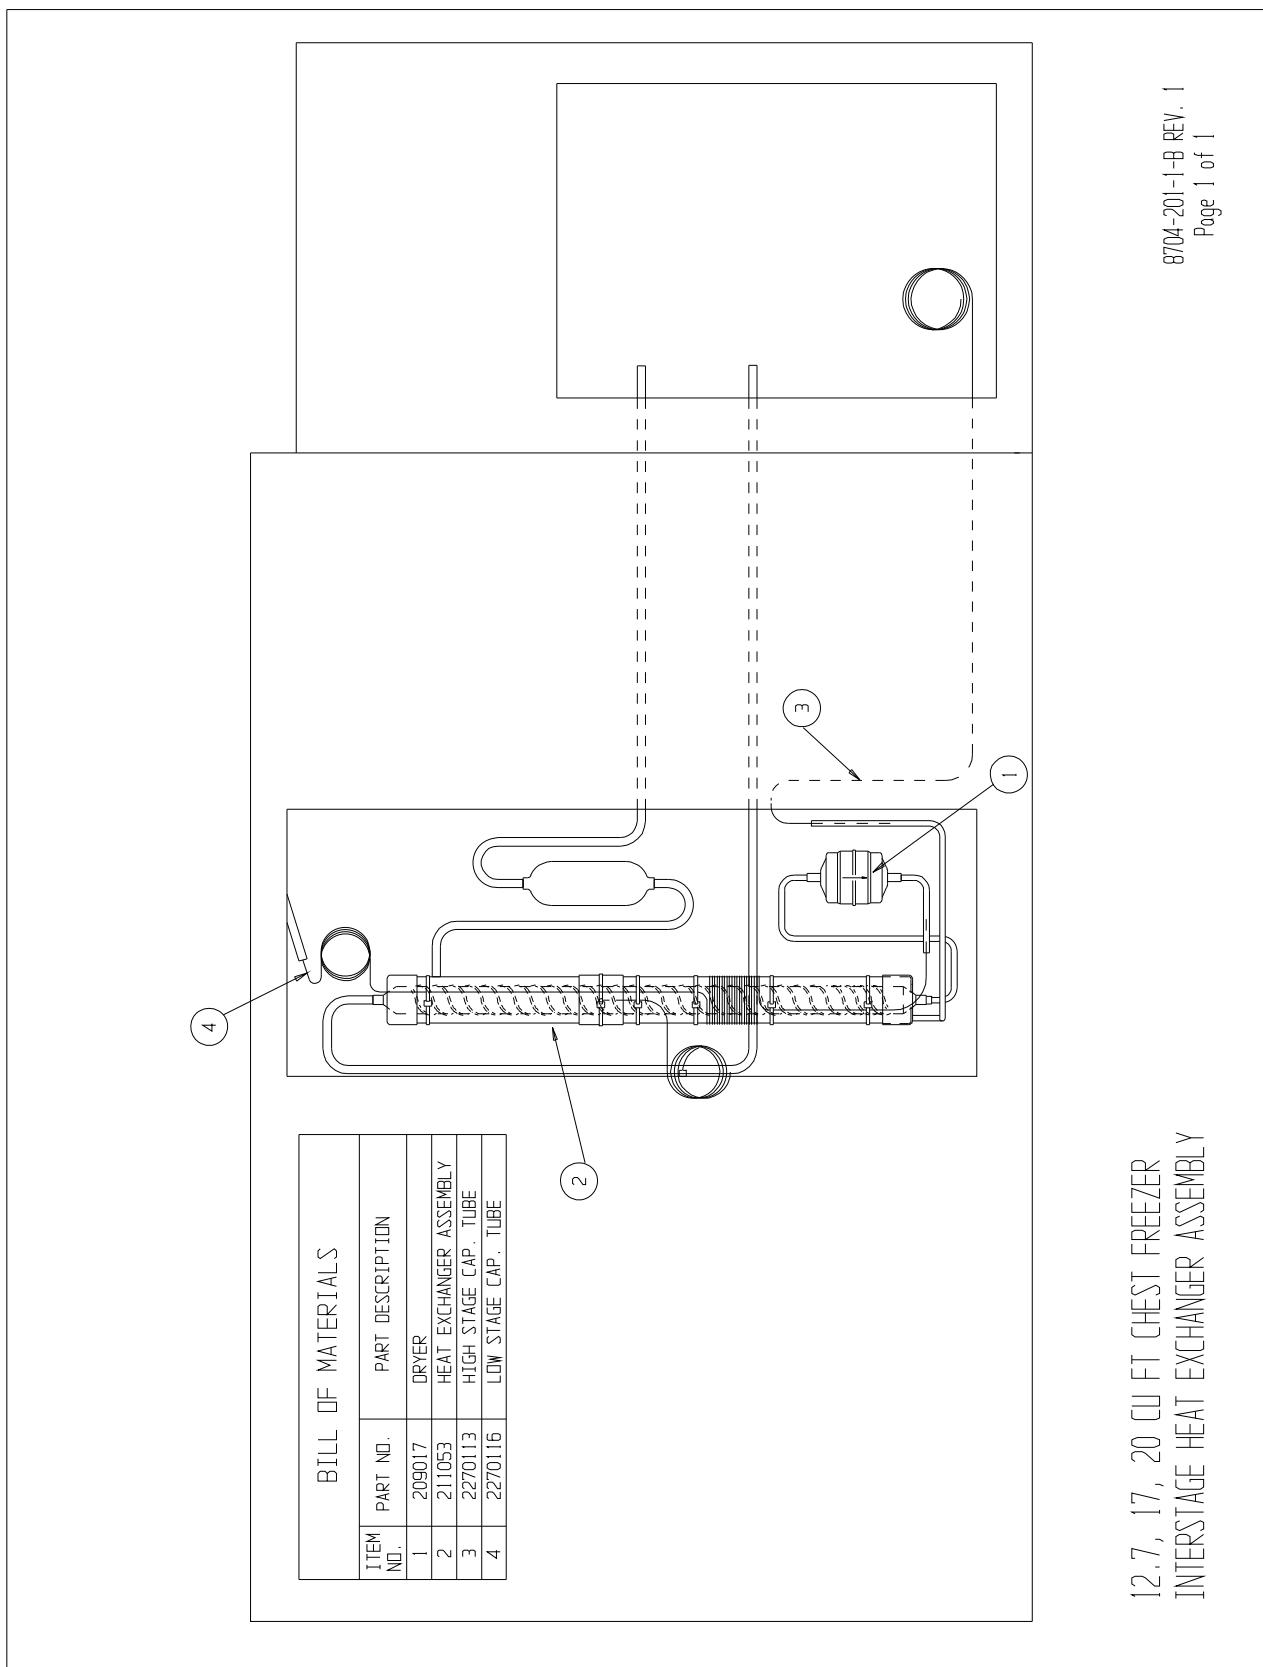 BILL OF MATERIALS
ITEM NO. PART NO. PART DESCRIPTION
1 209017 DRYER
2 211053 HEAT EXCHANGER ASSEMBLY
3 2270113 HIGH STAGE CAP. TUBE
4 2270116 LOW STAGE CAP. TUBE
4
2
3
1
12.7, 17, 20 CU FT CHEST FREEZER
INTERSTAGE HEAT EXCHANGER ASSEMBLY
8704-201-1-B REV. 1
Page 1 of 1